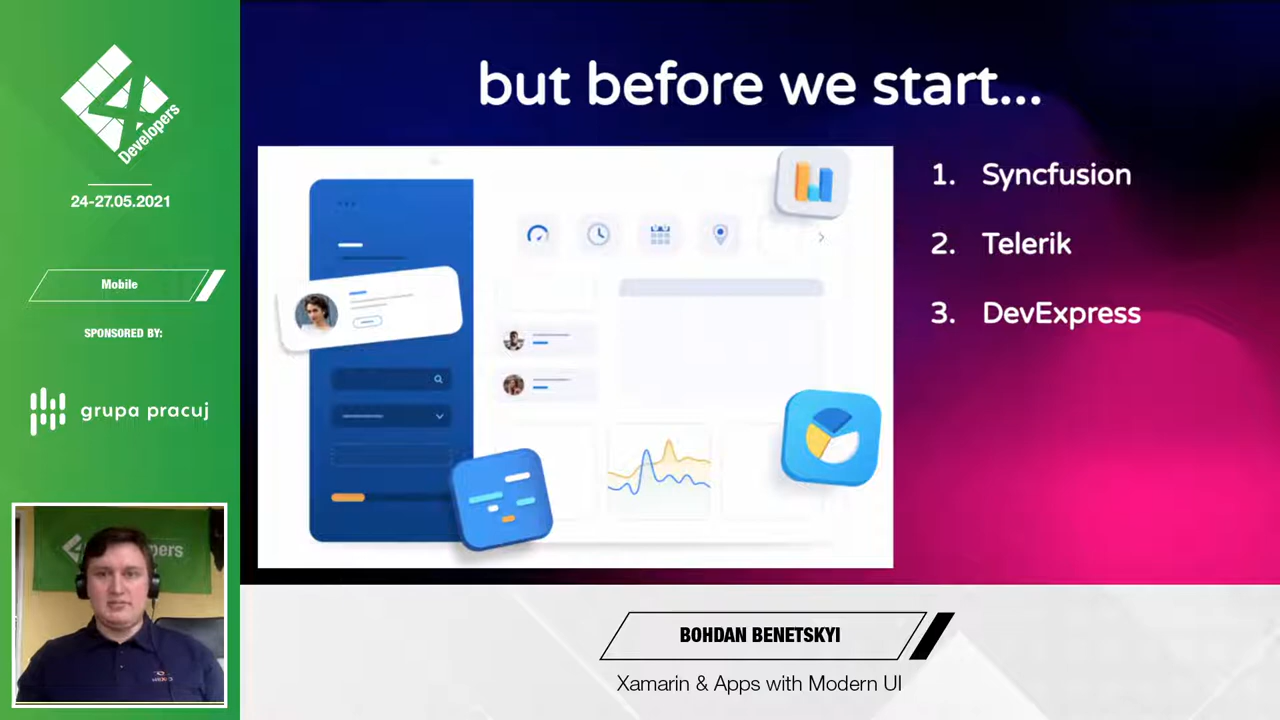 4
Developers
24-27.05.2021
Mobile
SPONSORED BY:
grupa pracuj
but before we start...
1. Syncfusion
2. Telerik
3. DevExpress
BOHDAN BENETSKYI
Xamarin & Apps with Modern UI